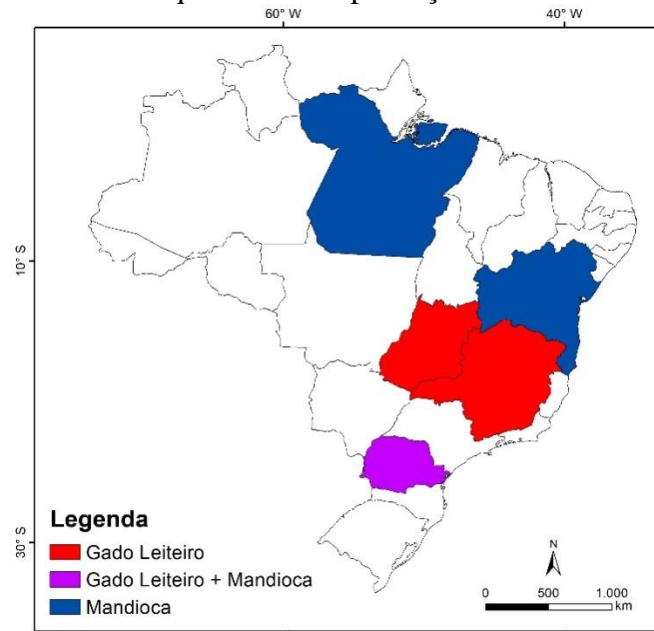 60° W
40° W
10° S
30° S
Legenda
Gado Leiteiro
Gado Leiteiro + Mandioca
Mandioca
N
0 500 1.000
km